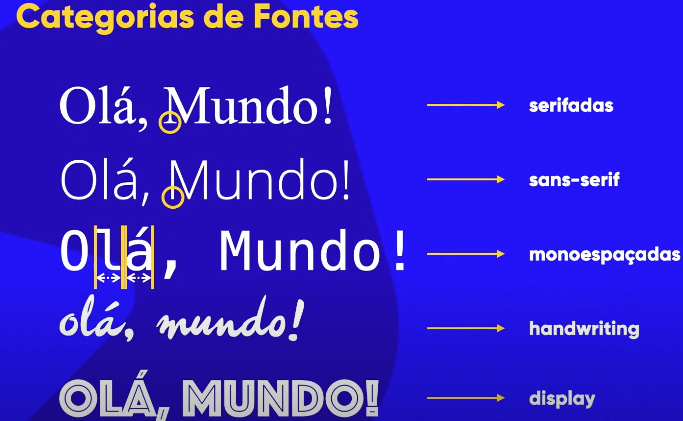 Categorias de Fontes
Olá, Mundo! serifadas
Olá, Mundo! sans-serif
Olá, Mundo! monoespaçadas
olá, mundo! handwriting
OLÁ, MUNDO! display